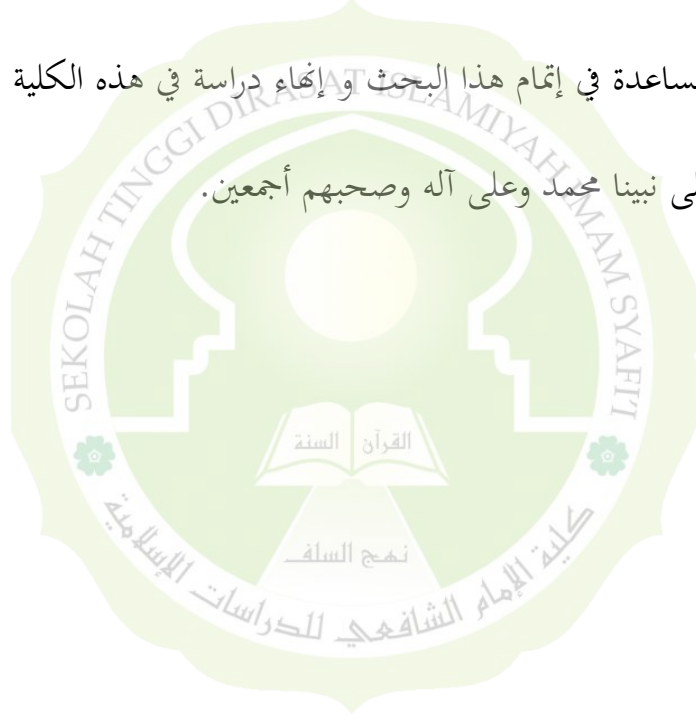 ساعدة في إتمام هذا البحث و إنهاء دراسة في هذه الكلية
لى نبينا محمد وعلى آله وصحبهم أجمعين.
SEKOLAH TINGGI DIRASAT ISLAMIYAH IMAM SYAFI'I
القرآن السنة
نهج السلف
كلية الإمام الشافعي للدراسات الإسلامية